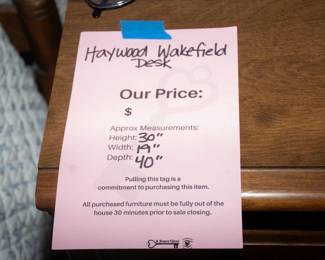 Haywood Wakefield
Desk
Our Price:
$
Approx Measurements:
Height: 30"
Width: 19"
Depth: 40"
Pulling this tag is a
commitment to purchasing this item.
All purchased furniture must be fully out of the
house 30 minutes prior to sale closing.